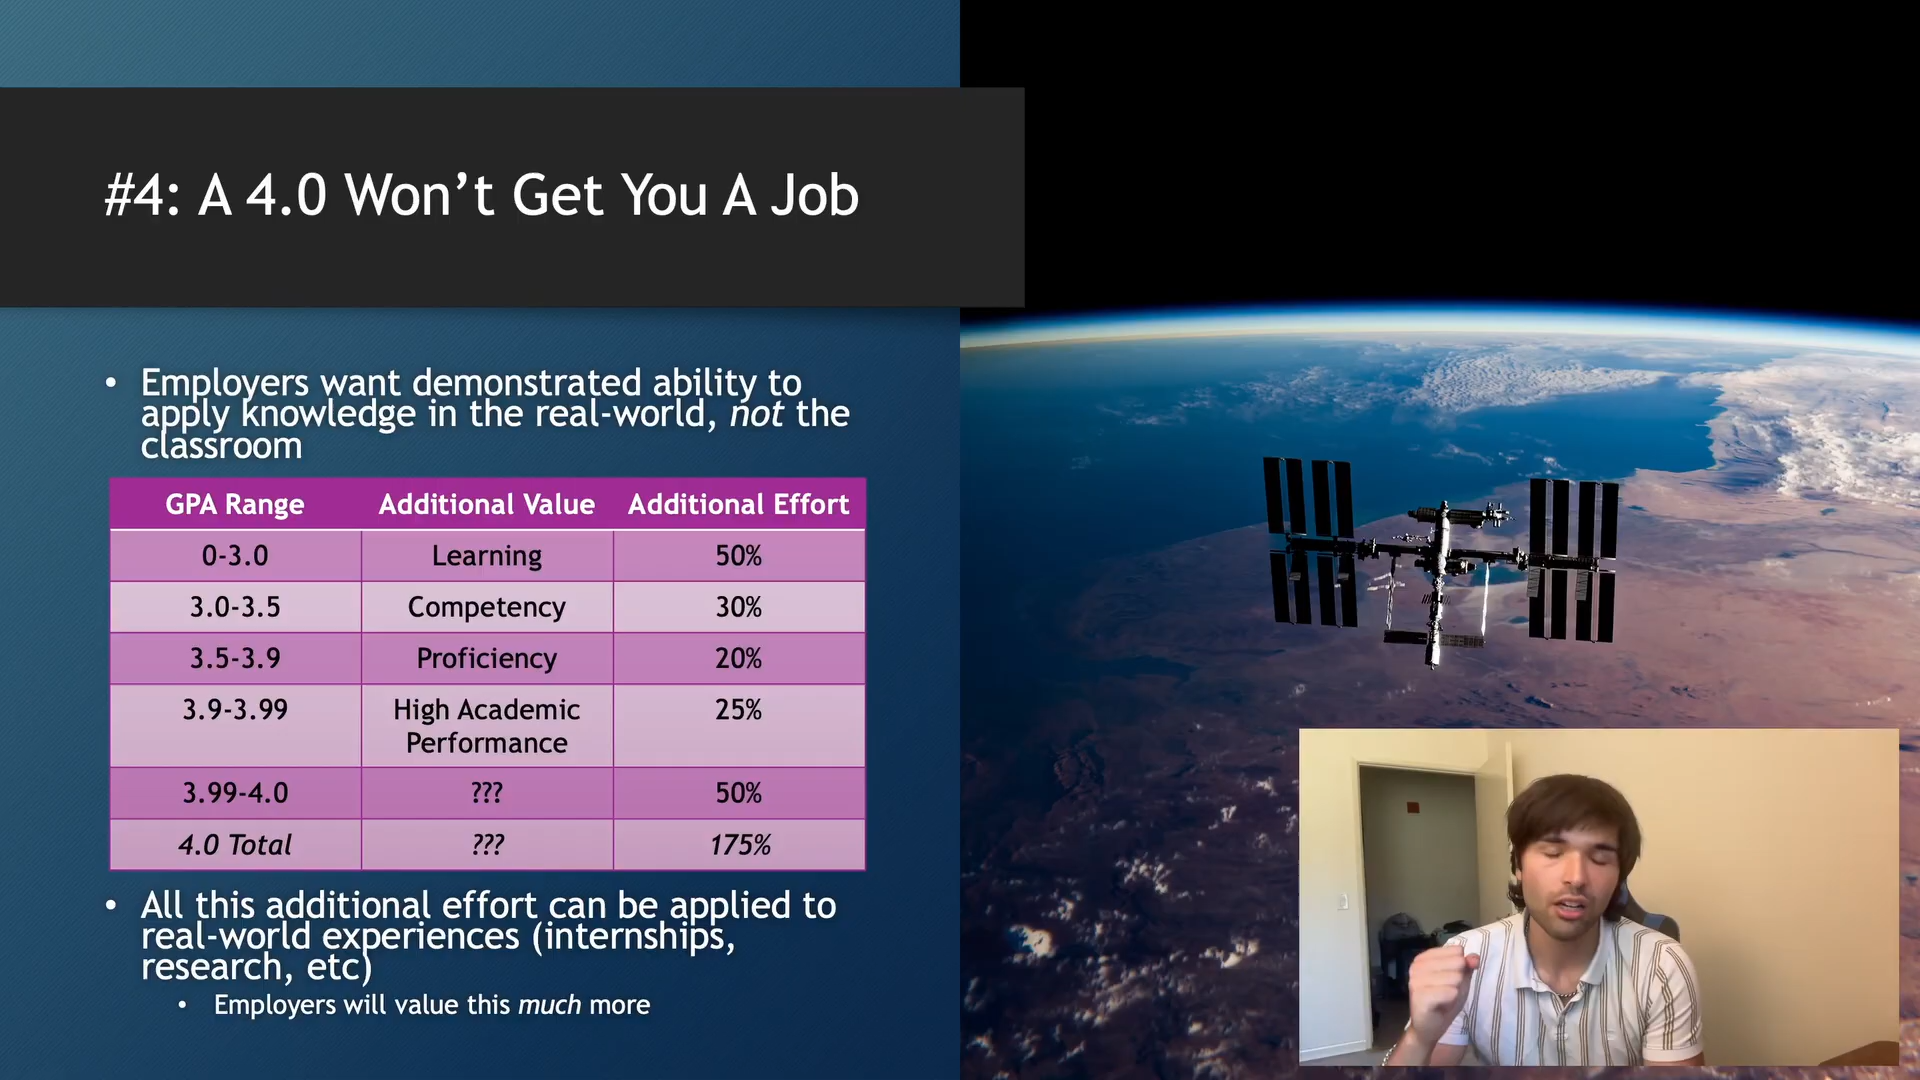 #4: A 4.0 Won’t Get You A Job
• Employers want demonstrated ability to
apply knowledge in the real-world, not the
classroom
GPA Range Additional Value Additional Effort
0-3.0 Learning 50%
3.0-3.5 Competency 30%
3.5-3.9 Proficiency 20%
3.9-3.99 High Academic Performance 25%
3.99-4.0 ??? 50%
4.0 Total ??? 175%
• All this additional effort can be applied to
real-world experiences (internships,
research, etc)
• Employers will value this much more